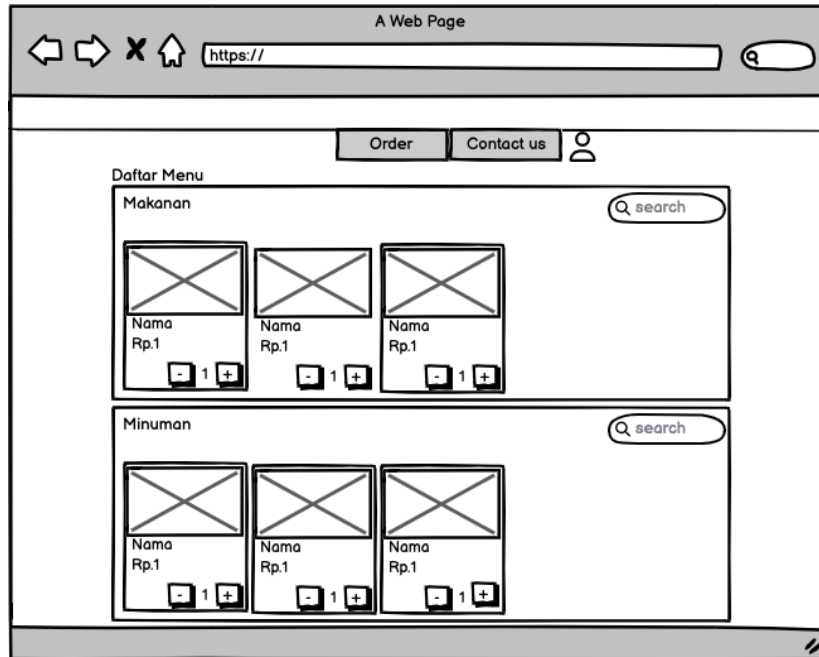 A Web Page
https://
Order Contact us
Daftar Menu
Makanan search
Nama Nama Nama
Rp.1 Rp.1 Rp.1
- 1 + - 1 + - 1 +
Minuman search
Nama Nama Nama
Rp.1 Rp.1 Rp.1
- 1 + - 1 + - 1 +